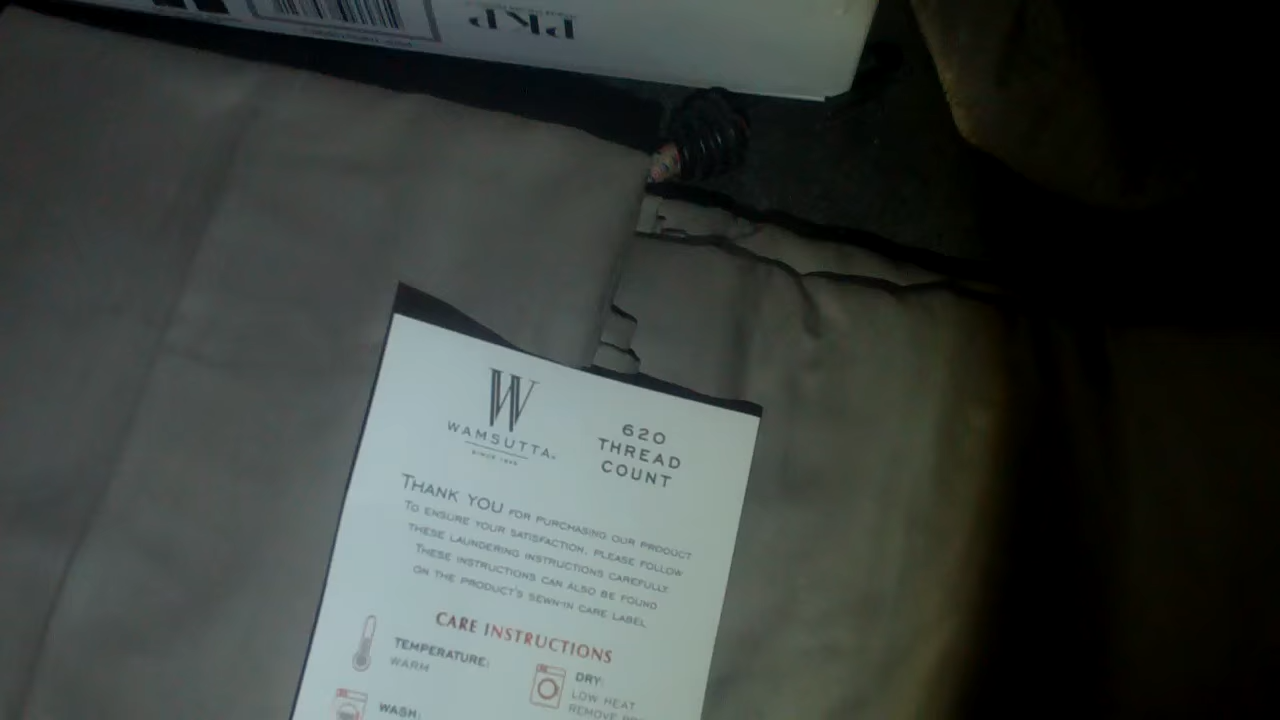 PKP
W
WAMSUTTA
620
THREAD
COUNT
THANK YOU FOR PURCHASING OUR PRODUCT
TO ENSURE YOUR SATISFACTION, PLEASE FOLLOW
THESE LAUNDERING INSTRUCTIONS CAREFULLY.
THESE INSTRUCTIONS CAN ALSO BE FOUND
ON THE PRODUCT'S SEWN-IN CARE LABEL
CARE INSTRUCTIONS
TEMPERATURE:
WARM
DRY:
LOW HEAT
REMOVE
WASH: